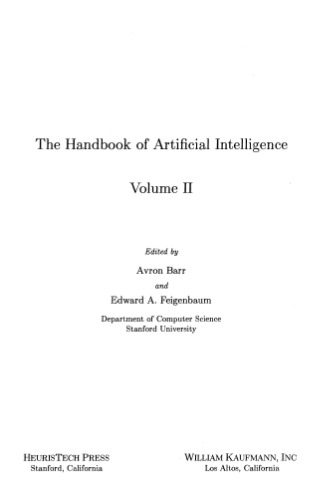 The Handbook of Artificial Intelligence
Volume II
Edited by
Avron Barr
and
Edward A. Feigenbaum
Department of Computer Science
Stanford University
HEURISTECH PRESS
Stanford, California
WILLIAM KAUFMANN, INC
Los Altos, California